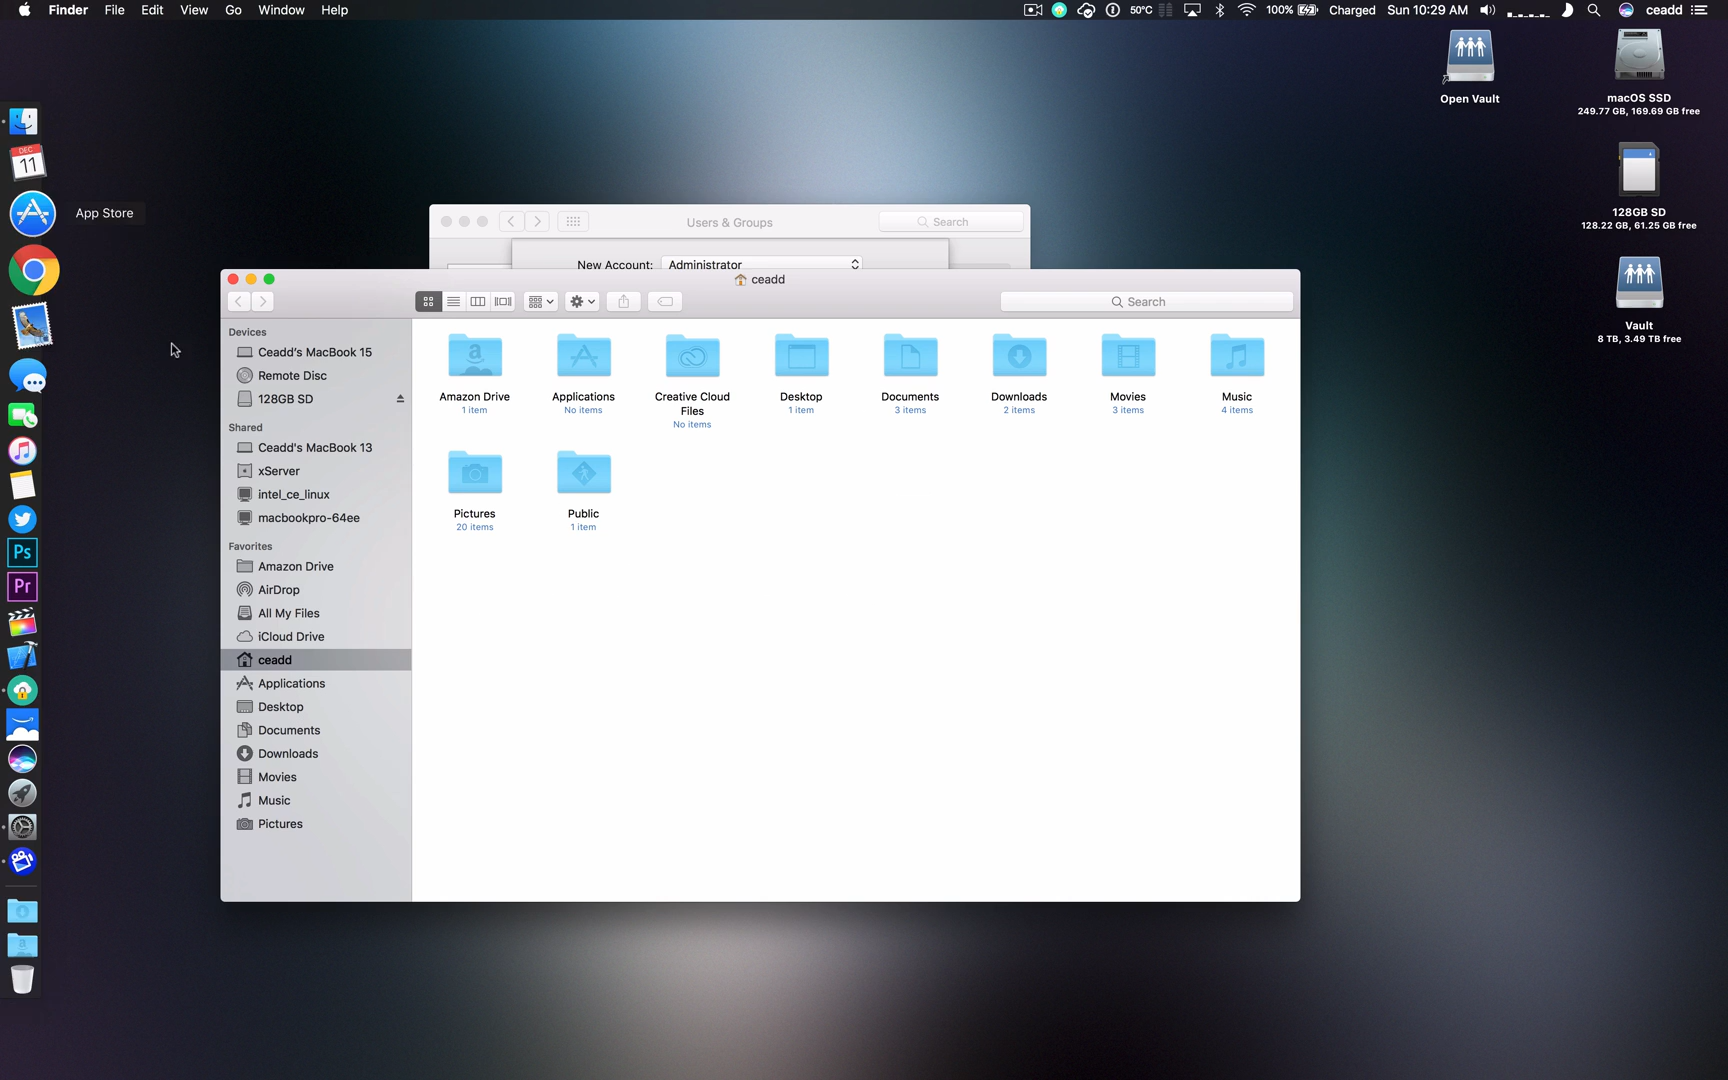 Finder File Edit View Go Window Help
50°C 100% Charged Sun 10:29 AM ceadd
Open Vault
macOS SSD
249.77 GB, 169.69 GB free
128GB SD
128.22 GB, 61.25 GB free
Vault
8 TB, 3.49 TB free
DEC
11
App Store
Ps
Pr
Users & Groups
Search
New Account: Administrator
ceadd
Search
Devices
Ceadd’s MacBook 15
Remote Disc
128GB SD
Shared
Ceadd's MacBook 13
xServer
intel_ce_linux
macbookpro-64ee
Favorites
Amazon Drive
AirDrop
All My Files
iCloud Drive
ceadd
Applications
Desktop
Documents
Downloads
Movies
Music
Pictures
Amazon Drive
1 item
Applications
No items
Creative Cloud
Files
No items
Desktop
1 item
Documents
3 items
Downloads
2 items
Movies
3 items
Music
4 items
Pictures
20 items
Public
1 item